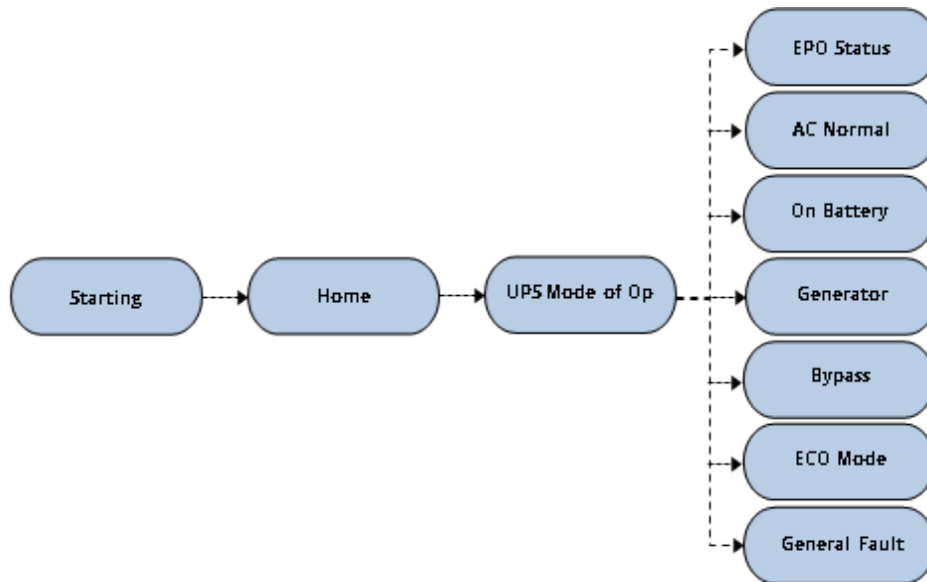 Starting
Home
UPS Mode of Op
EPO Status
AC Normal
On Battery
Generator
Bypass
ECO Mode
General Fault